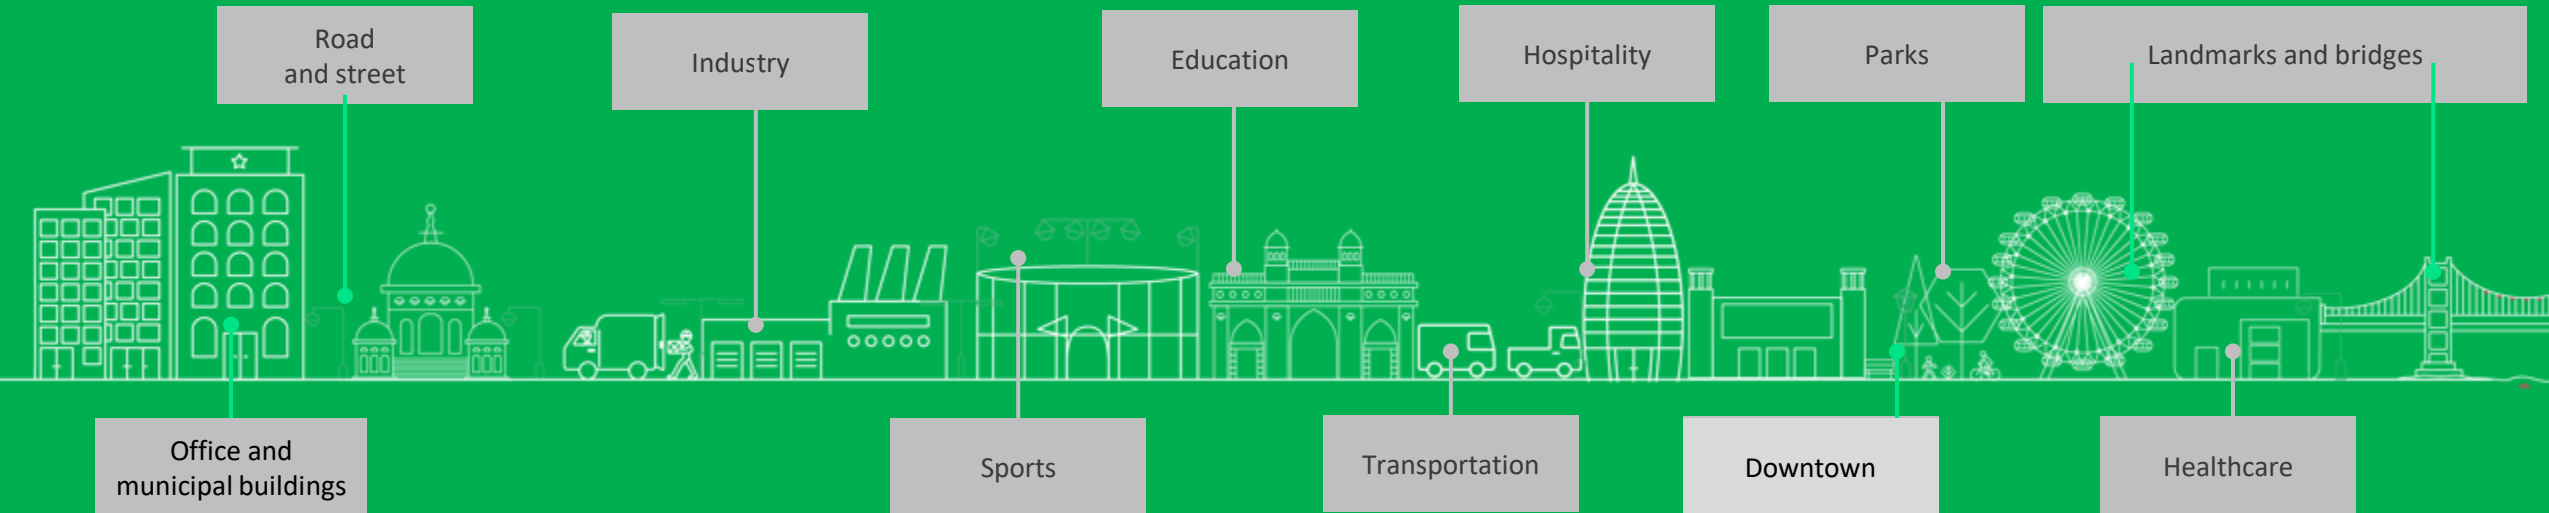 Road
and street
Industry
Education
Hospitality
Parks
Landmarks and bridges
Office and
municipal buildings
Sports
Transportation
Downtown
Healthcare